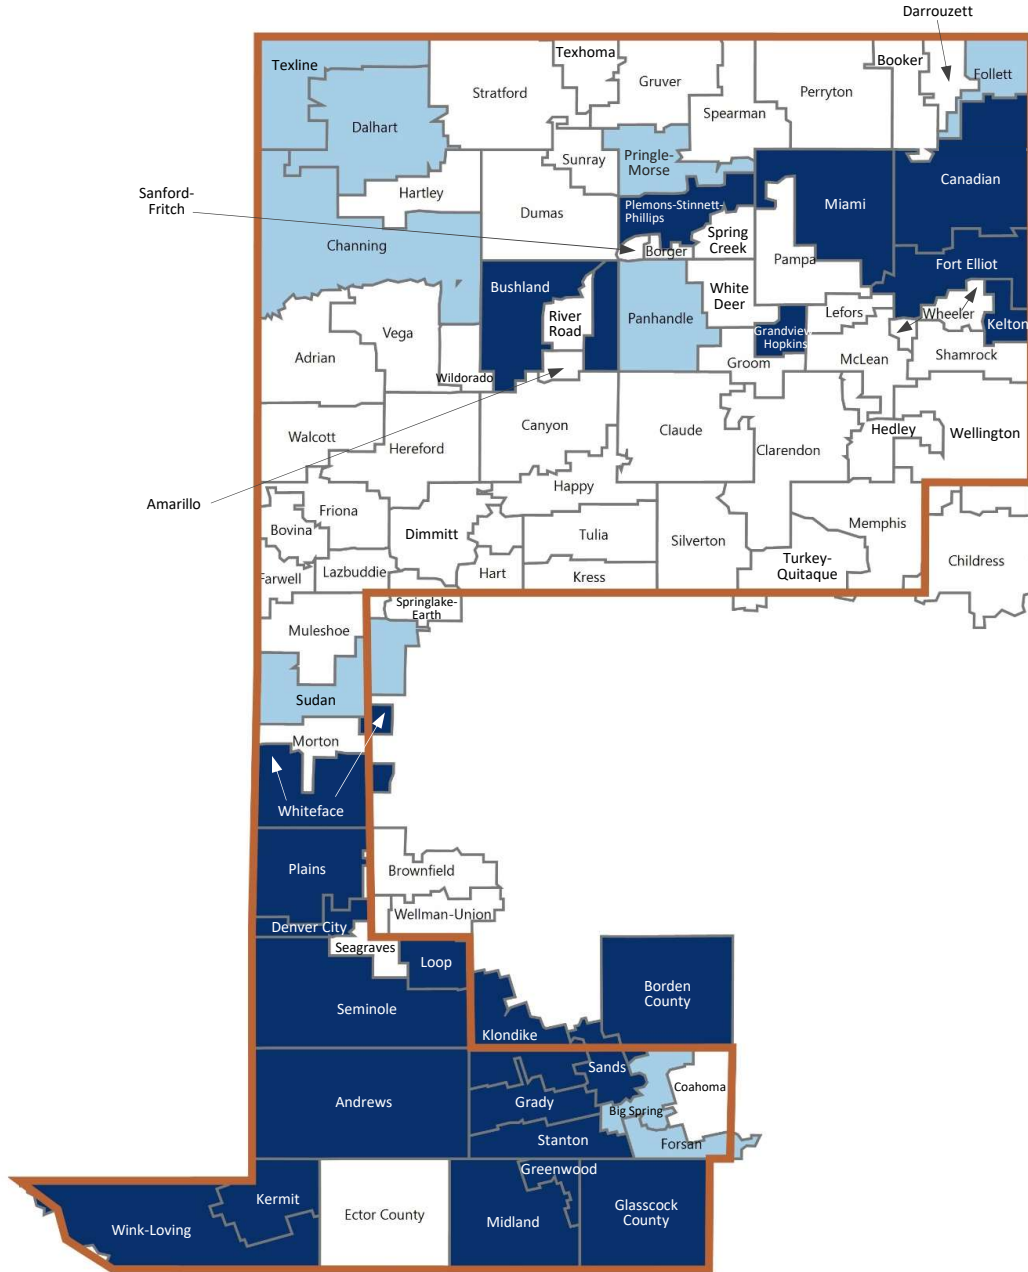 Darrouzett
Texline
Texhoma
Booker
Follett
Stratford
Gruver
Perryton
Spearman
Dalhart
Sunray
Pringle-
Morse
Canadian
Sanford-
Fritch
Hartley
Dumas
Plemons-Stinnett-
Phillips
Miami
Channing
Spring
Creek
Borger
Pampa
Fort Elliot
Bushland
White
Deer
River
Road
Panhandle
Lefors
Wheeler
Kelton
Vega
Grandview
Hopkins
Adrian
Wildorado
Groom
McLean
Shamrock
Walcott
Hereford
Canyon
Claude
Clarendon
Hedley
Wellington
Amarillo
Happy
Friona
Bovina
Dimmitt
Tulia
Silverton
Memphis
Turkey-
Quitaque
Childress
Farwell
Lazbuddie
Hart
Kress
Springlake-
Earth
Muleshoe
Sudan
Morton
Whiteface
Plains
Brownfield
Wellman-Union
Denver City
Seagraves
Loop
Seminole
Borden
County
Klondike
Sands
Coahoma
Andrews
Grady
Big Spring
Stanton
Forsan
Greenwood
Kermit
Ector County
Midland
Glasscock
County
Wink-Loving